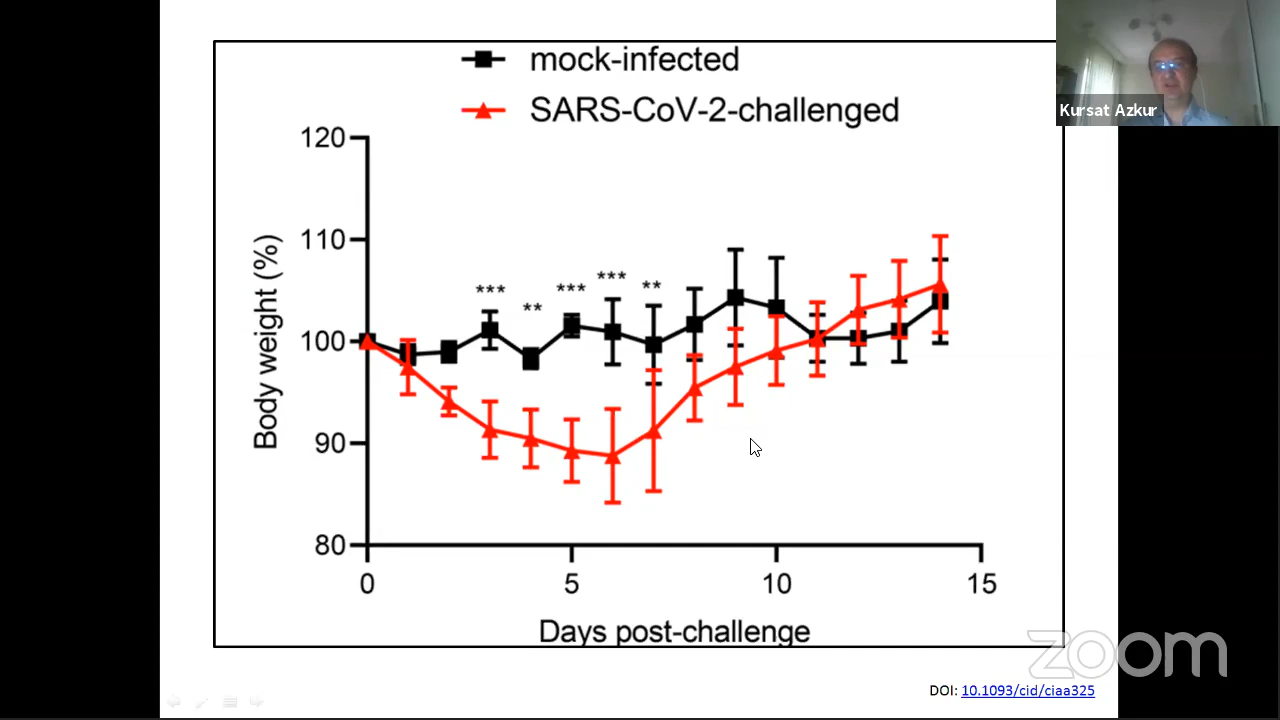 mock-infected
SARS-CoV-2-challenged
Kursat Azkur
120
110
100
90
80
Body weight (%)
***
**
***
***
**
0
5
10
15
Days post-challenge
zoom
DOI: 10.1093/cid/ciaa325